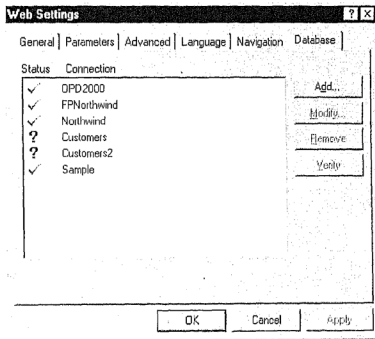 Web Settings ? X
General Parameters Advanced Language Navigation Database
Status Connection
✓ OPD2000
✓ FPNorthwind
✓ Northwind
? Customers
? Customers2
✓ Sample
Add...
Modify...
Remove
Verify
OK Cancel Apply